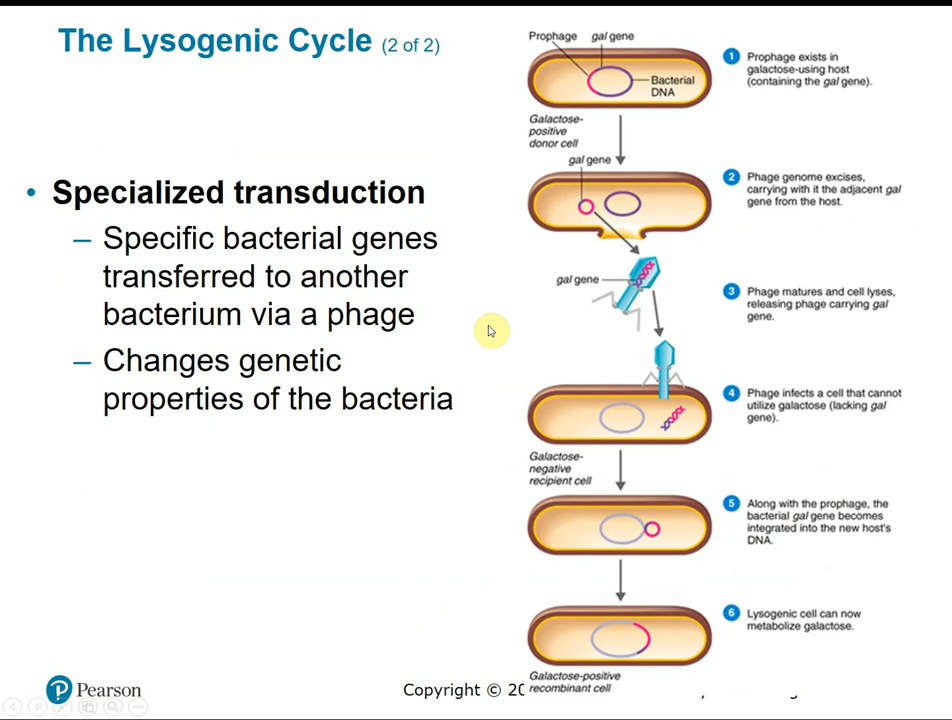 The Lysogenic Cycle (2 of 2)
• Specialized transduction
– Specific bacterial genes
transferred to another
bacterium via a phage
– Changes genetic
properties of the bacteria
Prophage gal gene
Bacterial
DNA
1 Prophage exists in
galactose-using host
(containing the gal gene).
Galactose-
positive
donor cell
gal gene
2 Phage genome excises,
carrying with it the adjacent gal
gene from the host.
gal gene
3 Phage matures and cell lyses,
releasing phage carrying gal
gene.
4 Phage infects a cell that cannot
utilize galactose (lacking gal
gene).
Galactose-
negative
recipient cell
5 Along with the prophage, the
bacterial gal gene becomes
integrated into the new host's
DNA.
6 Lysogenic cell can now
metabolize galactose.
Galactose-positive
recombinant cell
P Pearson
Copyright ©